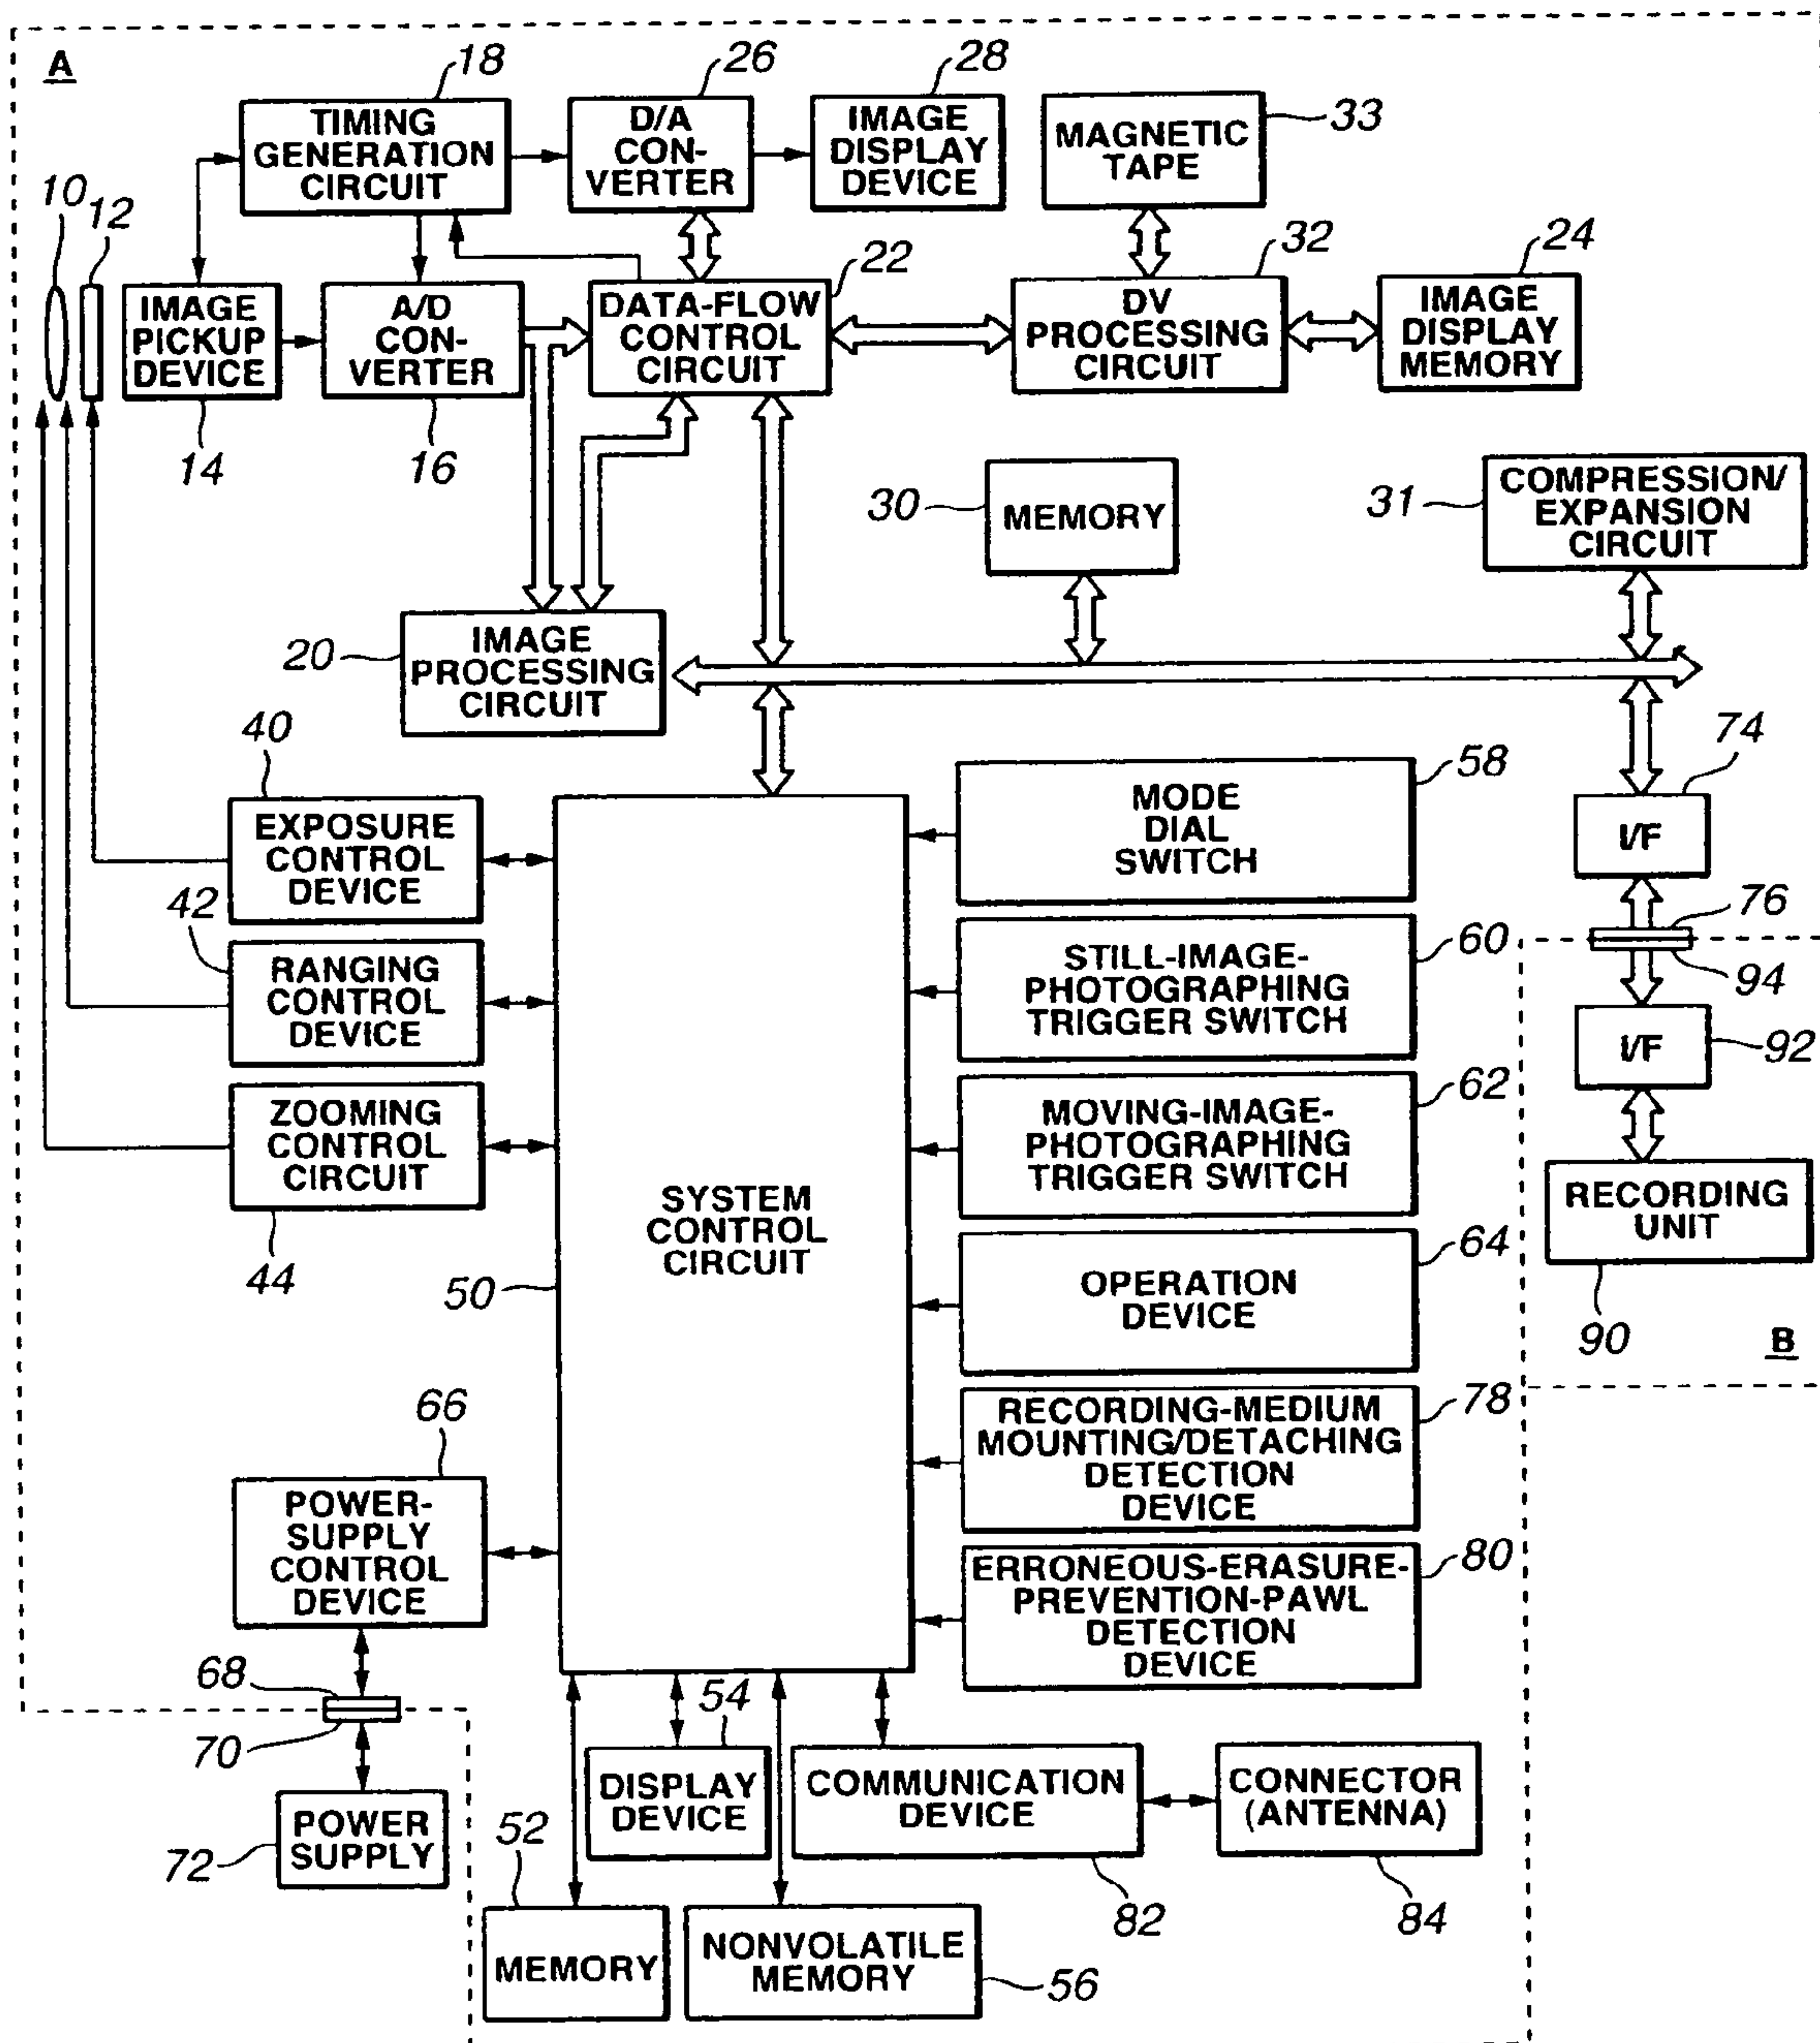 A
18
26
28
33
TIMING
GENERATION
CIRCUIT
D/A
CON-
VERTER
IMAGE
DISPLAY
DEVICE
MAGNETIC
TAPE
10
12
22
32
24
IMAGE
PICKUP
DEVICE
A/D
CON-
VERTER
DATA-FLOW
CONTROL
CIRCUIT
DV
PROCESSING
CIRCUIT
IMAGE
DISPLAY
MEMORY
14
16
30
MEMORY
31
COMPRESSION/
EXPANSION
CIRCUIT
20
IMAGE
PROCESSING
CIRCUIT
40
EXPOSURE
CONTROL
DEVICE
58
MODE
DIAL
SWITCH
74
I/F
42
RANGING
CONTROL
DEVICE
60
STILL-IMAGE-
PHOTOGRAPHING
TRIGGER SWITCH
76
94
I/F
92
ZOOMING
CONTROL
CIRCUIT
44
62
MOVING-IMAGE-
PHOTOGRAPHING
TRIGGER SWITCH
RECORDING
UNIT
90
B
SYSTEM
CONTROL
CIRCUIT
50
64
OPERATION
DEVICE
66
POWER-
SUPPLY
CONTROL
DEVICE
78
RECORDING-MEDIUM
MOUNTING/DETACHING
DETECTION
DEVICE
80
ERRONEOUS-ERASURE-
PREVENTION-PAWL
DETECTION
DEVICE
68
70
POWER
SUPPLY
72
54
DISPLAY
DEVICE
COMMUNICATION
DEVICE
CONNECTOR
(ANTENNA)
52
82
84
MEMORY
NONVOLATILE
MEMORY
56